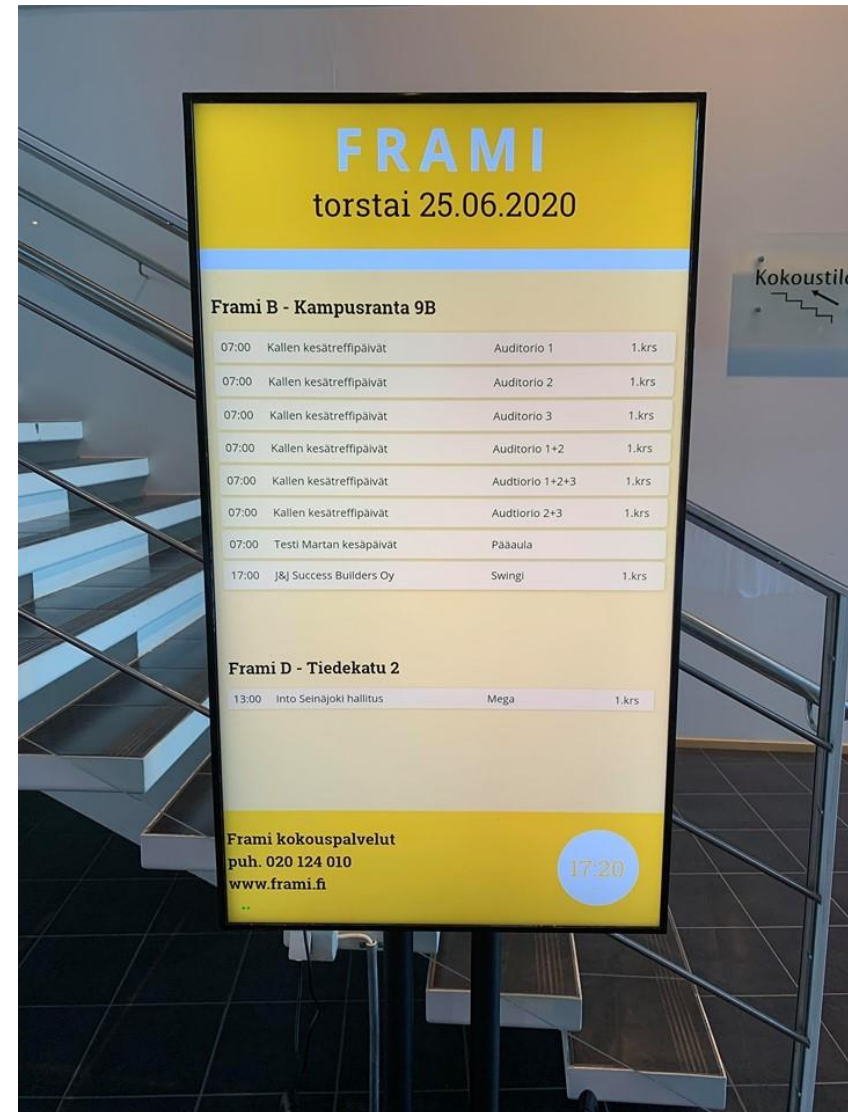 FRAMI
torstai 25.06.2020
Frami B - Kampusranta 9B
07:00 Kallen kesätreffipäivät Auditorio 1 1.krs
07:00 Kallen kesätreffipäivät Auditorio 2 1.krs
07:00 Kallen kesätreffipäivät Auditorio 3 1.krs
07:00 Kallen kesätreffipäivät Auditorio 1+2 1.krs
07:00 Kallen kesätreffipäivät Audtiorio 1+2+3 1.krs
07:00 Kallen kesätreffipäivät Audtiorio 2+3 1.krs
07:00 Testi Martan kesäpäivät Pääaula
17:00 J&J Success Builders Oy Swingi 1.krs
Frami D - Tiedekatu 2
13:00 Into Seinäjoki hallitus Mega 1.krs
Frami kokouspalvelut
puh. 020 124 010
www.frami.fi
17:20